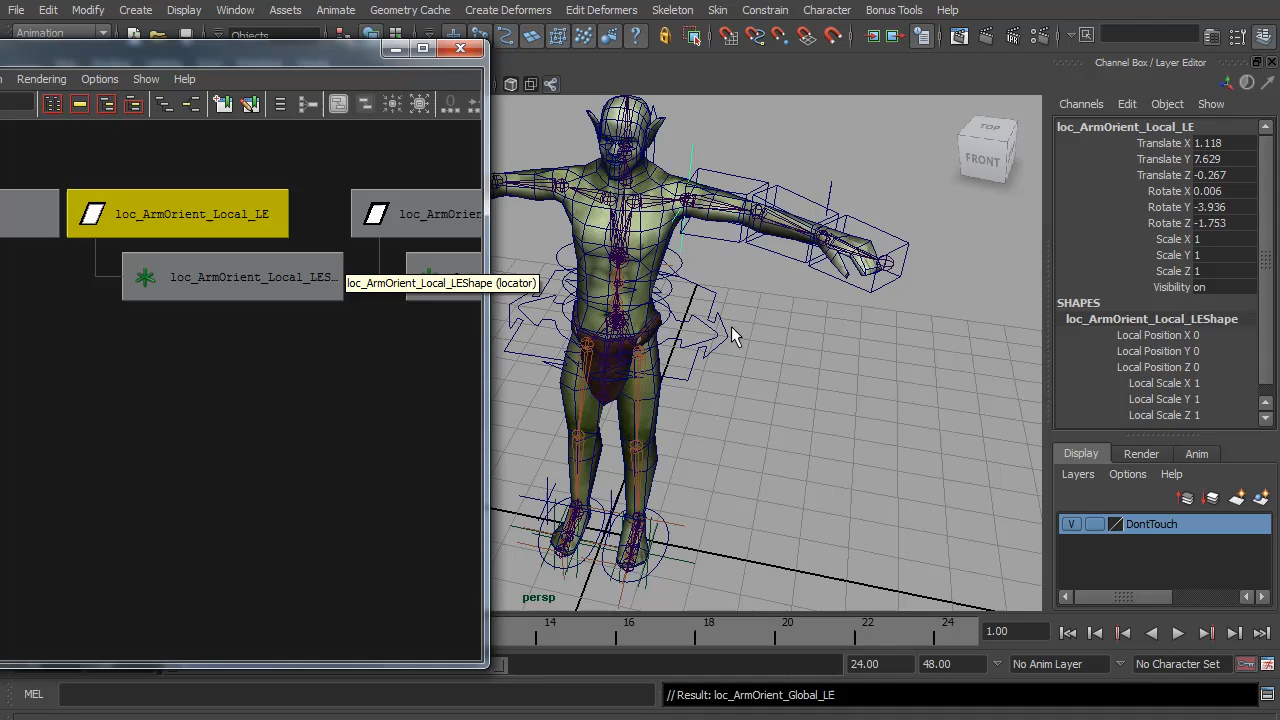 File Edit Modify Create Display Window Assets Animate Geometry Cache Create Deformers Edit Deformers Skeleton Skin Constrain Character Bonus Tools Help
Animation Objects
Channel Box / Layer Editor
Rendering Options Show Help
Channels Edit Object Show
loc_ArmOrient_Local_LE
Translate X 1.118
Translate Y 7.629
Translate Z -0.267
Rotate X 0.006
Rotate Y -3.936
Rotate Z -1.753
Scale X 1
Scale Y 1
Scale Z 1
Visibility on
SHAPES
loc_ArmOrient_Local_LEShape
Local Position X 0
Local Position Y 0
Local Position Z 0
Local Scale X 1
Local Scale Y 1
Local Scale Z 1
TOP
FRONT
loc_ArmOrient_Local_LE
loc_ArmOrien
loc_ArmOrient_Local_LES...
loc_ArmOrient_Local_LEShape (locator)
persp
Display Render Anim
Layers Options Help
V DontTouch
14 16 18 20 22 24
1.00
24.00 48.00 No Anim Layer No Character Set
MEL
// Result: loc_ArmOrient_Global_LE